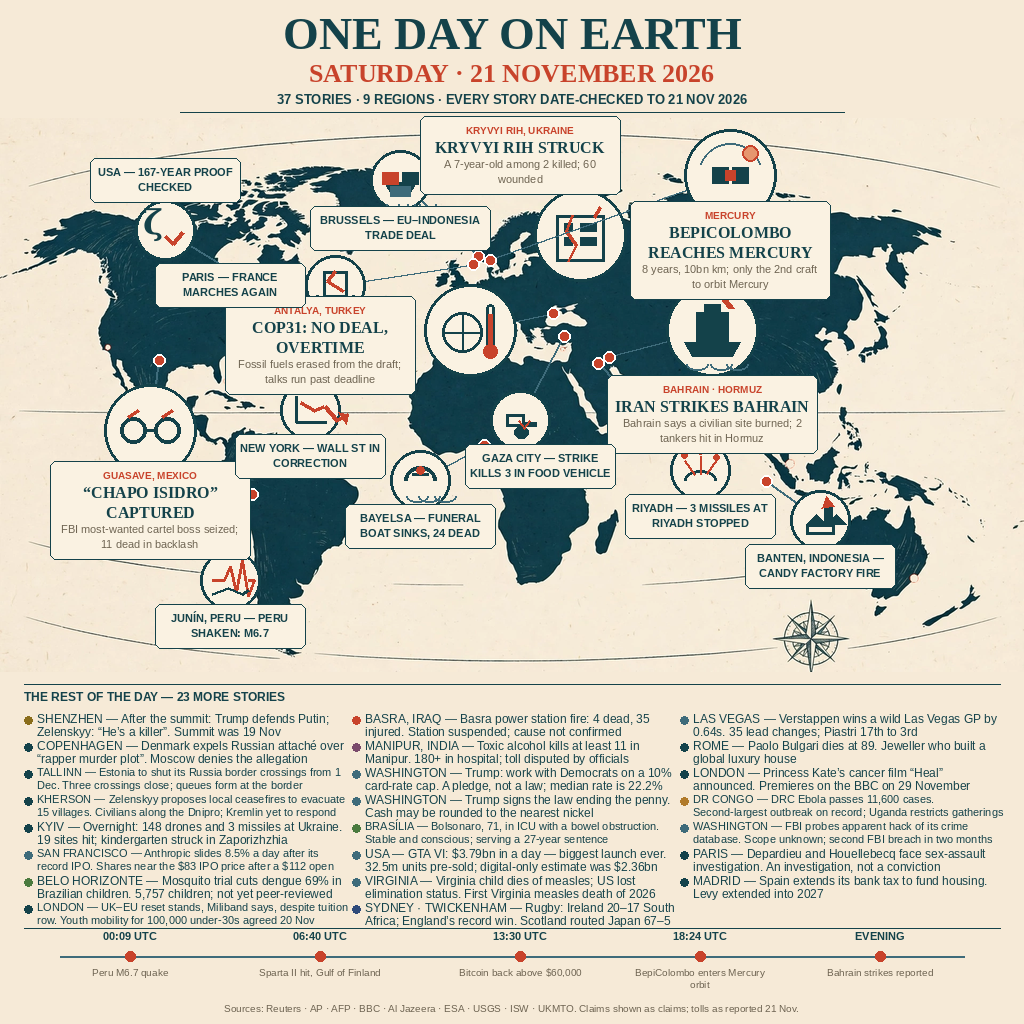 ONE DAY ON EARTH
SATURDAY · 21 NOVEMBER 2026
37 STORIES · 9 REGIONS · EVERY STORY DATE-CHECKED TO 21 NOV 2026
KRYVYI RIH, UKRAINE
KRYVYI RIH STRUCK
A 7-year-old among 2 killed; 60
wounded
USA — 167-YEAR PROOF
CHECKED
BRUSSELS — EU–INDONESIA
TRADE DEAL
MERCURY
BEPICOLOMBO
REACHES MERCURY
8 years, 10bn km; only the 2nd craft
to orbit Mercury
PARIS — FRANCE
MARCHES AGAIN
ANTALYA, TURKEY
COP31: NO DEAL,
OVERTIME
Fossil fuels erased from the draft;
talks run past deadline
BAHRAIN · HORMUZ
IRAN STRIKES BAHRAIN
Bahrain says a civilian site burned; 2
tankers hit in Hormuz
NEW YORK — WALL ST IN
CORRECTION
GAZA CITY — STRIKE
KILLS 3 IN FOOD VEHICLE
GUASAVE, MEXICO
“CHAPO ISIDRO”
CAPTURED
FBI most-wanted cartel boss seized;
11 dead in backlash
BAYELSA — FUNERAL
BOAT SINKS, 24 DEAD
RIYADH — 3 MISSILES AT
RIYADH STOPPED
BANTEN, INDONESIA —
CANDY FACTORY FIRE
JUNÍN, PERU — PERU
SHAKEN: M6.7
THE REST OF THE DAY — 23 MORE STORIES
SHENZHEN — After the summit: Trump defends Putin;
Zelenskyy: “He’s a killer”. Summit was 19 Nov
COPENHAGEN — Denmark expels Russian attaché over
“rapper murder plot”. Moscow denies the allegation
TALLINN — Estonia to shut its Russia border crossings from 1
Dec. Three crossings close; queues form at the border
KHERSON — Zelenskyy proposes local ceasefires to evacuate
15 villages. Civilians along the Dnipro; Kremlin yet to respond
KYIV — Overnight: 148 drones and 3 missiles at Ukraine.
19 sites hit; kindergarten struck in Zaporizhzhia
SAN FRANCISCO — Anthropic slides 8.5% a day after its
record IPO. Shares near the $83 IPO price after a $112 open
BELO HORIZONTE — Mosquito trial cuts dengue 69% in
Brazilian children. 5,757 children; not yet peer-reviewed
LONDON — UK–EU reset stands, Miliband says, despite tuition
row. Youth mobility for 100,000 under-30s agreed 20 Nov
BASRA, IRAQ — Basra power station fire: 4 dead, 35
injured. Station suspended; cause not confirmed
MANIPUR, INDIA — Toxic alcohol kills at least 11 in
Manipur. 180+ in hospital; toll disputed by officials
WASHINGTON — Trump: work with Democrats on a 10%
card-rate cap. A pledge, not a law; median rate is 22.2%
WASHINGTON — Trump signs the law ending the penny.
Cash may be rounded to the nearest nickel
BRASÍLIA — Bolsonaro, 71, in ICU with a bowel obstruction.
Stable and conscious; serving a 27-year sentence
USA — GTA VI: $3.79bn in a day — biggest launch ever.
32.5m units pre-sold; digital-only estimate was $2.36bn
VIRGINIA — Virginia child dies of measles; US lost
elimination status. First Virginia measles death of 2026
SYDNEY · TWICKENHAM — Rugby: Ireland 20–17 South
Africa; England’s record win. Scotland routed Japan 67–5
LAS VEGAS — Verstappen wins a wild Las Vegas GP by
0.64s. 35 lead changes; Piastri 17th to 3rd
ROME — Paolo Bulgari dies at 89. Jeweller who built a
global luxury house
LONDON — Princess Kate’s cancer film “Heal”
announced. Premieres on the BBC on 29 November
DR CONGO — DRC Ebola passes 11,600 cases.
Second-largest outbreak on record; Uganda restricts gatherings
WASHINGTON — FBI probes apparent hack of its crime
database. Scope unknown; second FBI breach in two months
PARIS — Depardieu and Houellebecq face sex-assault
investigation. An investigation, not a conviction
MADRID — Spain extends its bank tax to fund housing.
Levy extended into 2027
00:09 UTC
06:40 UTC
13:30 UTC
18:24 UTC
EVENING
Peru M6.7 quake
Sparta II hit, Gulf of Finland
Bitcoin back above $60,000
BepiColombo enters Mercury
orbit
Bahrain strikes reported
Sources: Reuters · AP · AFP · BBC · Al Jazeera · ESA · USGS · ISW · UKMTO. Claims shown as claims; tolls as reported 21 Nov.